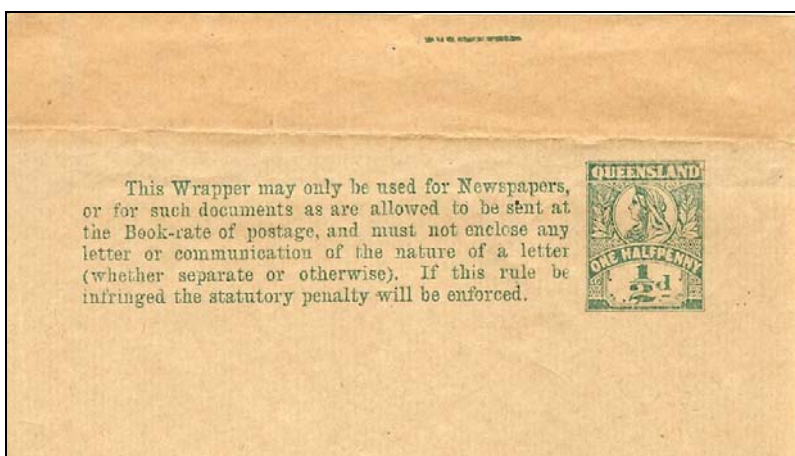 This Wrapper may only be used for Newspapers,
or for such documents as are allowed to be sent at
the Book-rate of postage, and must not enclose any
letter or communication of the nature of a letter
(whether separate or otherwise). If this rule be
infringed the statutory penalty will be enforced.
QUEENSLAND
ONE HALFPENNY
1/2d